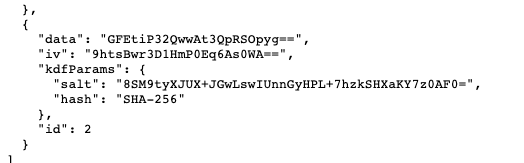 },
{
"data": "GFEtiP32QwwAt3QpRSOpyg==",
"iv": "9htsBwr3D1HmP0Eq6As0WA==",
"kdfParams": {
"salt": "8SM9tyXJUX+JGwLswIUnnGyHPL+7hzkSHXaKY7z0AF0=",
"hash": "SHA-256"
},
"id": 2
}
]